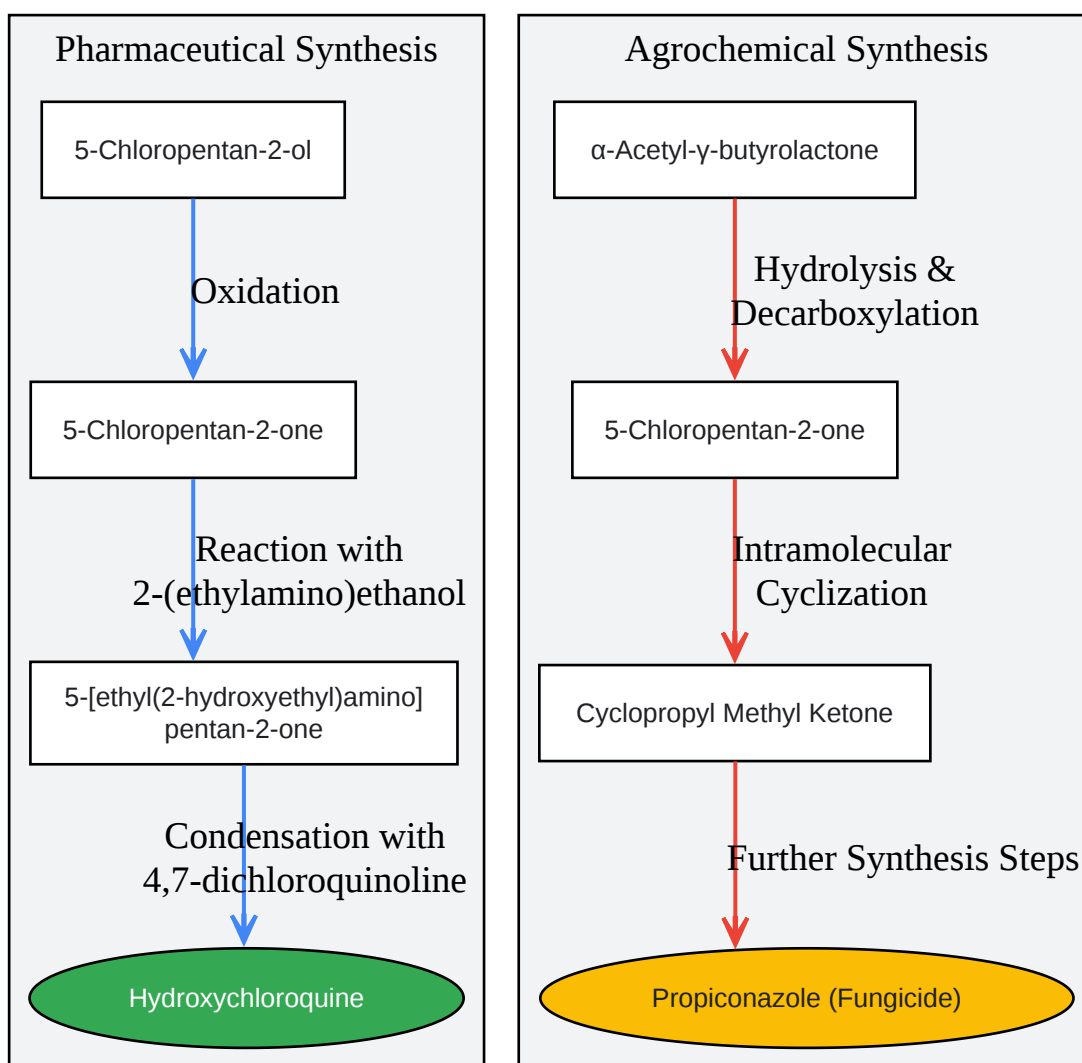 Pharmaceutical Synthesis
5-Chloropentan-2-ol
Oxidation
5-Chloropentan-2-one
Reaction with
2-(ethylamino)ethanol
5-[ethyl(2-hydroxyethyl)amino]
pentan-2-one
Condensation with
4,7-dichloroquinoline
Hydroxychloroquine
Agrochemical Synthesis
α-Acetyl-γ-butyrolactone
Hydrolysis &
Decarboxylation
5-Chloropentan-2-one
Intramolecular
Cyclization
Cyclopropyl Methyl Ketone
Further Synthesis Steps
Propiconazole (Fungicide)